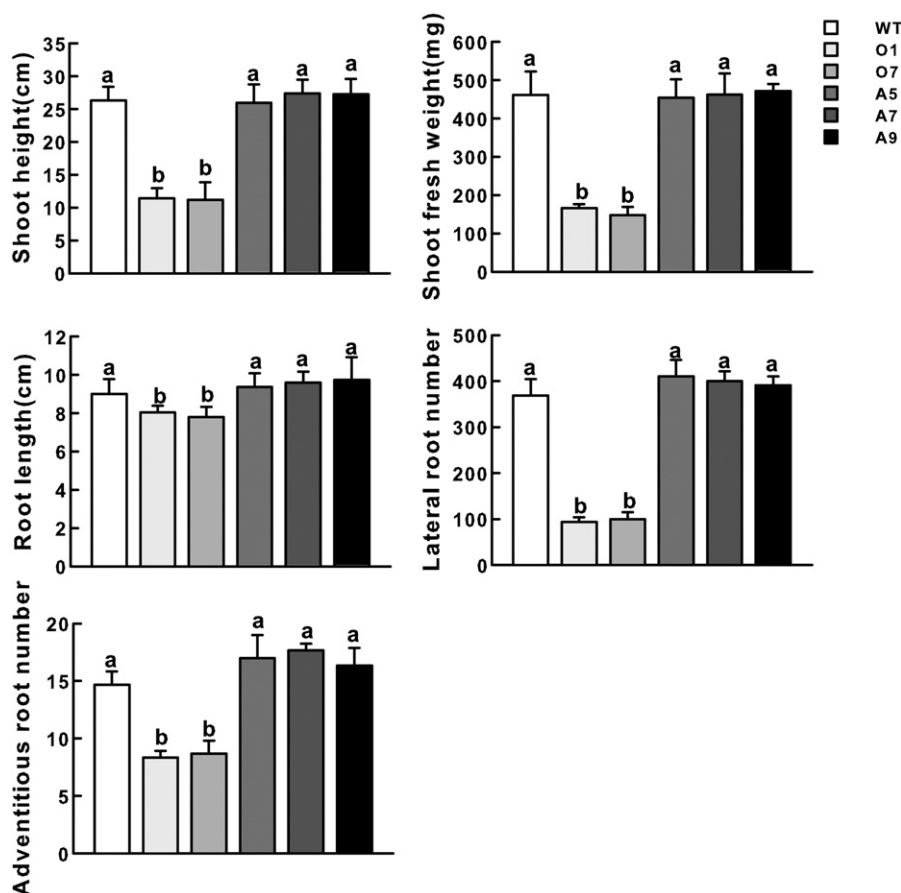 Shoot height(cm)
35
30
25
20
15
10
5
0
a
b
b
a
a
a
Shoot fresh weight(mg)
600
500
400
300
200
100
0
a
b
b
a
a
a
WT
O1
O7
A5
A7
A9
Root length(cm)
12
10
8
6
4
2
0
a
b
b
a
a
a
Lateral root number
500
400
300
200
100
0
a
b
b
a
a
a
Adventitious root number
20
15
10
5
0
a
b
b
a
a
a